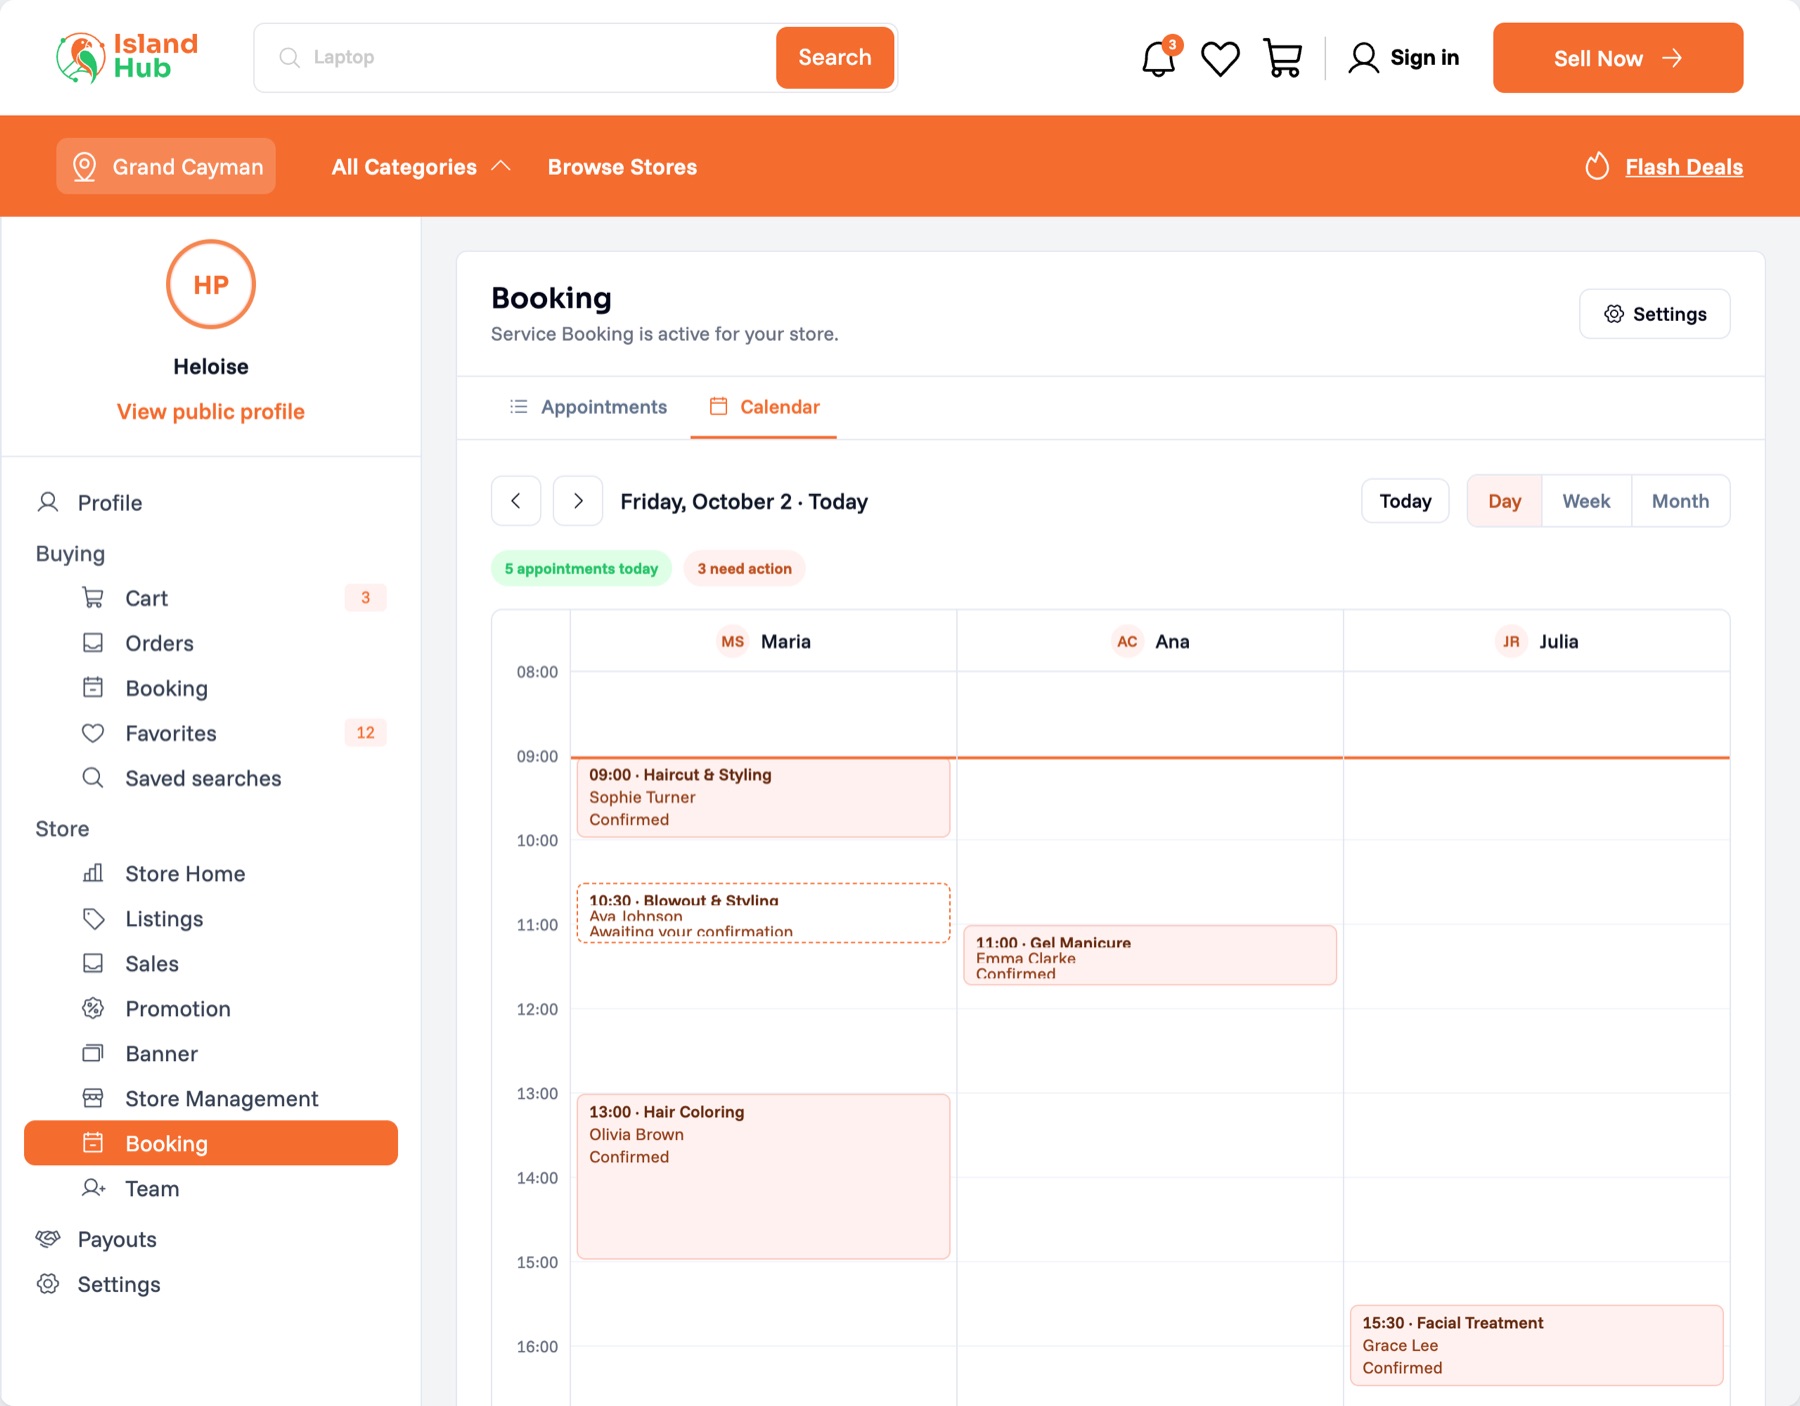 Island
Hub
Laptop
Search
3
Sign in
Sell Now
Grand Cayman
All Categories
Browse Stores
Flash Deals
HP
Heloise
View public profile
Profile
Buying
Cart
3
Orders
Booking
Favorites
12
Saved searches
Store
Store Home
Listings
Sales
Promotion
Banner
Store Management
Booking
Team
Payouts
Settings
Booking
Service Booking is active for your store.
Settings
Appointments
Calendar
Friday, October 2 · Today
Today
Day
Week
Month
5 appointments today
3 need action
MS Maria
AC Ana
JR Julia
08:00
09:00
09:00 · Haircut & Styling
Sophie Turner
Confirmed
10:00
10:30 · Blowout & Styling
Ava Johnson
Awaiting your confirmation
11:00
11:00 · Gel Manicure
Emma Clarke
Confirmed
12:00
13:00
13:00 · Hair Coloring
Olivia Brown
Confirmed
14:00
15:00
15:30 · Facial Treatment
Grace Lee
Confirmed
16:00